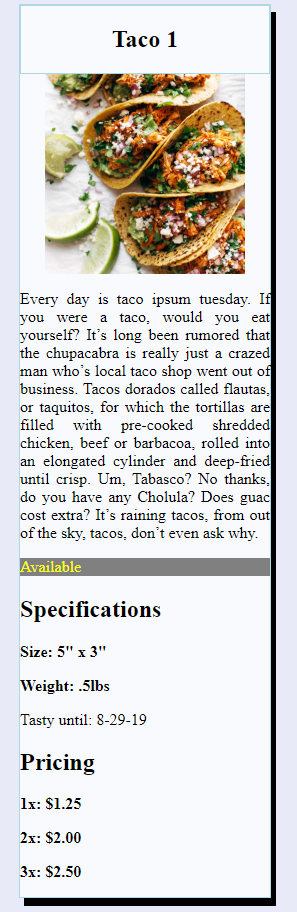 Taco 1
Every day is taco ipsum tuesday. If
you were a taco, would you eat
yourself? It’s long been rumored that
the chupacabra is really just a crazed
man who’s local taco shop went out of
business. Tacos dorados called flautas,
or taquitos, for which the tortillas are
filled with pre-cooked shredded
chicken, beef or barbacoa, rolled into
an elongated cylinder and deep-fried
until crisp. Um, Tabasco? No thanks,
do you have any Cholula? Does guac
cost extra? It’s raining tacos, from out
of the sky, tacos, don’t even ask why.
Available
Specifications
Size: 5" x 3"
Weight: .5lbs
Tasty until: 8-29-19
Pricing
1x: $1.25
2x: $2.00
3x: $2.50